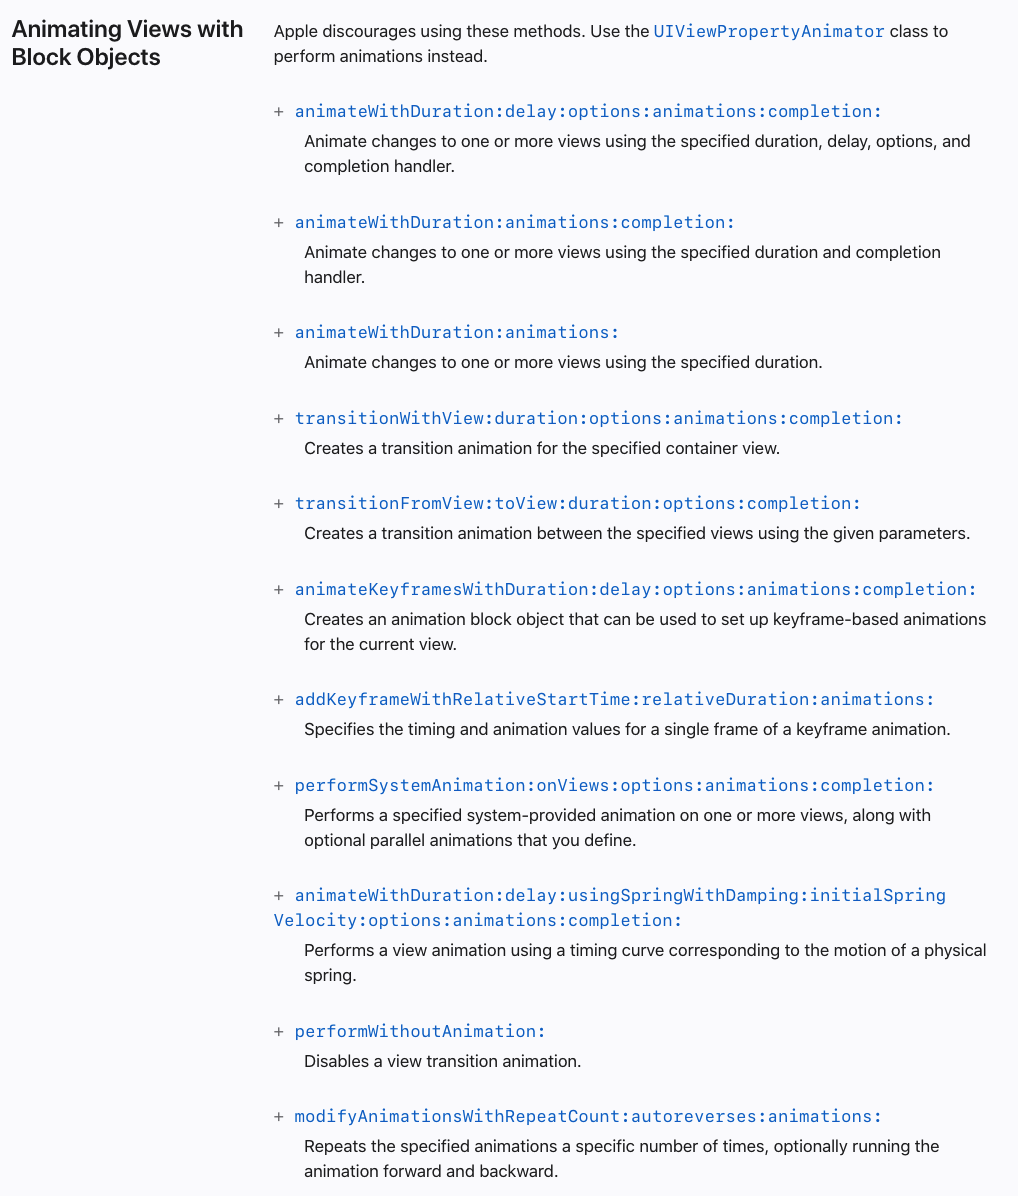 Animating Views with
Block Objects
Apple discourages using these methods. Use the UIViewPropertyAnimator class to
perform animations instead.
+ animateWithDuration:delay:options:animations:completion:
Animate changes to one or more views using the specified duration, delay, options, and
completion handler.
+ animateWithDuration:animations:completion:
Animate changes to one or more views using the specified duration and completion
handler.
+ animateWithDuration:animations:
Animate changes to one or more views using the specified duration.
+ transitionWithView:duration:options:animations:completion:
Creates a transition animation for the specified container view.
+ transitionFromView:toView:duration:options:completion:
Creates a transition animation between the specified views using the given parameters.
+ animateKeyframesWithDuration:delay:options:animations:completion:
Creates an animation block object that can be used to set up keyframe-based animations
for the current view.
+ addKeyframeWithRelativeStartTime:relativeDuration:animations:
Specifies the timing and animation values for a single frame of a keyframe animation.
+ performSystemAnimation:onViews:options:animations:completion:
Performs a specified system-provided animation on one or more views, along with
optional parallel animations that you define.
+ animateWithDuration:delay:usingSpringWithDamping:initialSpring
Velocity:options:animations:completion:
Performs a view animation using a timing curve corresponding to the motion of a physical
spring.
+ performWithoutAnimation:
Disables a view transition animation.
+ modifyAnimationsWithRepeatCount:autoreverses:animations:
Repeats the specified animations a specific number of times, optionally running the
animation forward and backward.